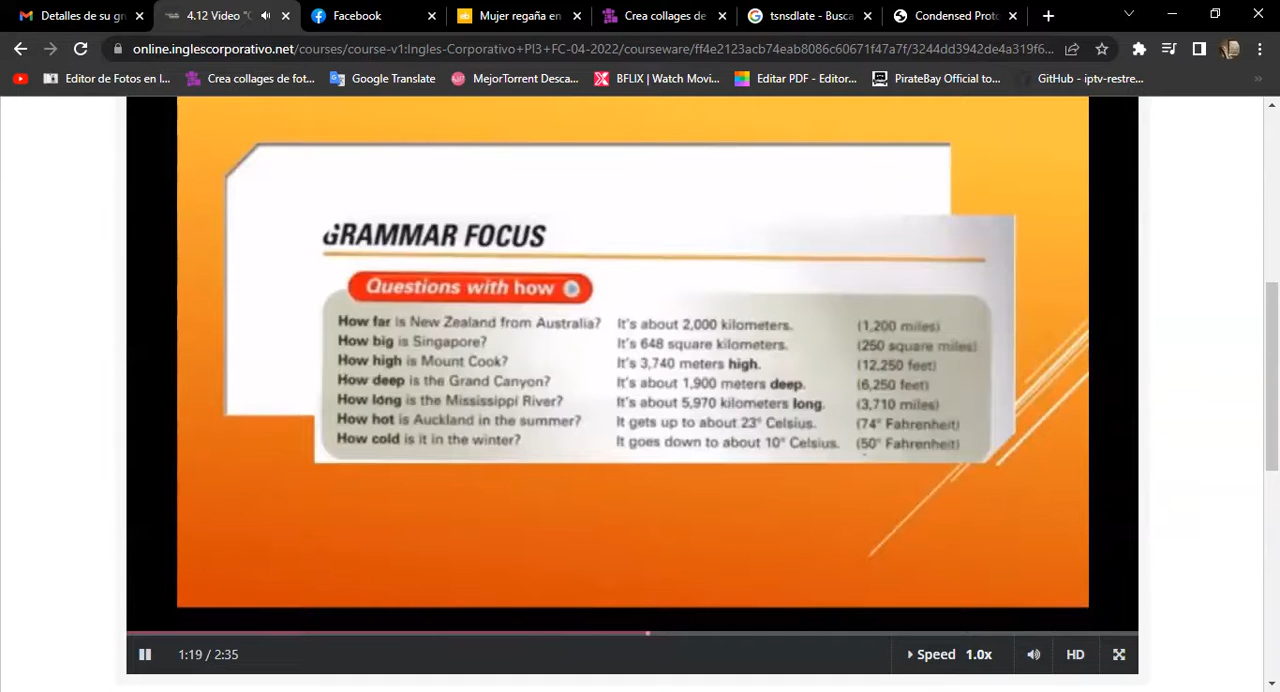 Detalles de su gr
4.12 Video "C
Facebook
Mujer regaña en
Crea collages de
tsnsdlate - Busca
Condensed Proto
online.inglescorporativo.net/courses/course-v1:Ingles-Corporativo+PI3+FC-04-2022/courseware/ff4e2123acb74eab8086c60671f47a7f/3244dd3942de4a319f6...
Editor de Fotos en l...
Crea collages de fot...
Google Translate
MejorTorrent Desca...
BFLIX | Watch Movi...
Editar PDF - Editor...
PirateBay Official to...
GitHub - iptv-restre...
GRAMMAR FOCUS
Questions with how
How far is New Zealand from Australia? It's about 2,000 kilometers. (1,200 miles)
How big is Singapore? It's 648 square kilometers. (250 square miles)
How high is Mount Cook? It's 3,740 meters high. (12,250 feet)
How deep is the Grand Canyon? It's about 1,900 meters deep. (6,250 feet)
How long is the Mississippi River? It's about 5,970 kilometers long. (3,710 miles)
How hot is Auckland in the summer? It gets up to about 23° Celsius. (74° Fahrenheit)
How cold is it in the winter? It goes down to about 10° Celsius. (50° Fahrenheit)
1:19 / 2:35
Speed 1.0x
HD